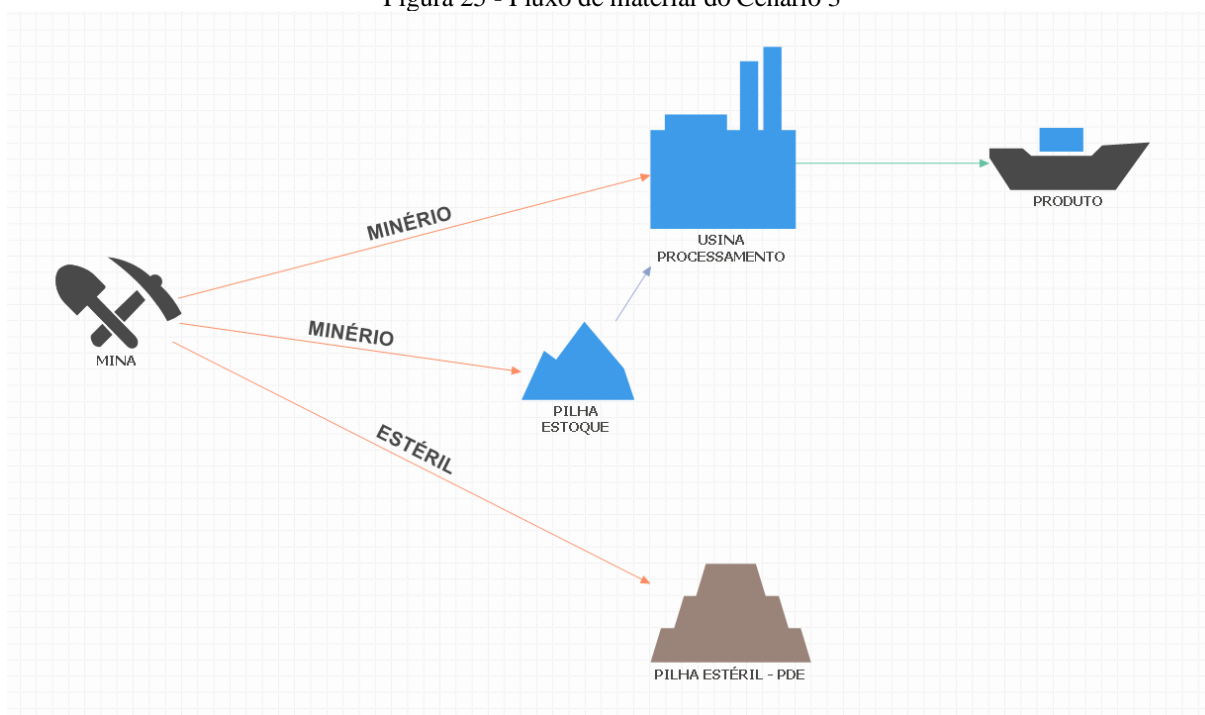 Figura 25 - Fluxo de material do Cenário 3
PRODUTO
MINÉRIO
USINA
PROCESSAMENTO
MINÉRIO
MINA
PILHA
ESTOQUE
ESTÉRIL
PILHA ESTÉRIL - PDE